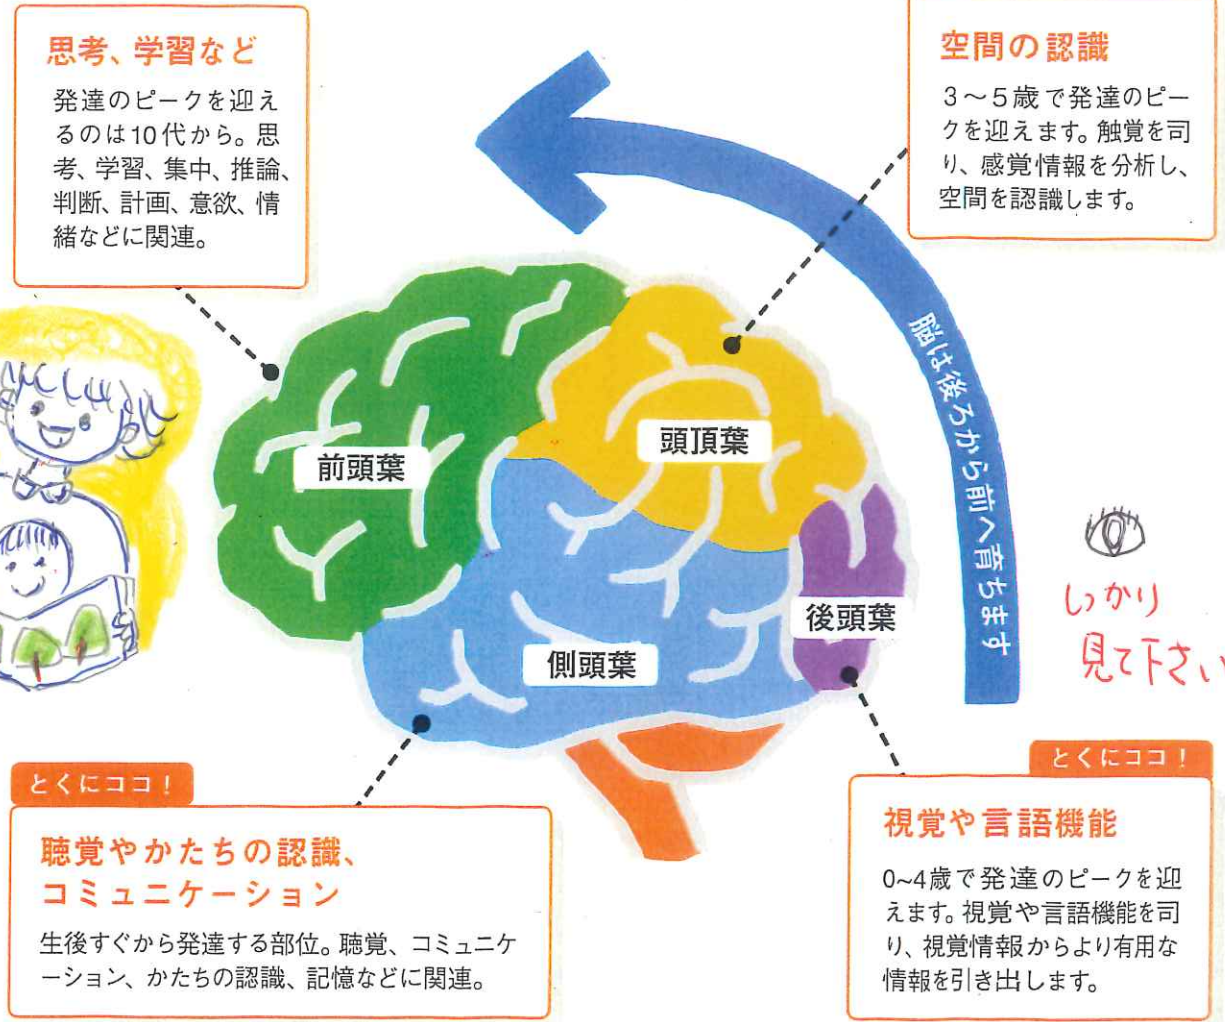 思考、学習など
発達のピークを迎え
るのは10代から。思
考、学習、集中、推論、
判断、計画、意欲、情
緒などに関連。
空間の認識
3～5歳で発達のピー
クを迎えます。触覚を司
り、感覚情報を分析し、
空間を認識します。
脳は後ろから前へ育ちます
前頭葉
頭頂葉
後頭葉
側頭葉
しっかり
見て下さい
とくにココ！
聴覚やかたちの認識、
コミュニケーション
生後すぐから発達する部位。聴覚、コミュニケ
ーション、かたちの認識、記憶などに関連。
とくにココ！
視覚や言語機能
0~4歳で発達のピークを迎
えます。視覚や言語機能を司
り、視覚情報からより有用な
情報を引き出します。